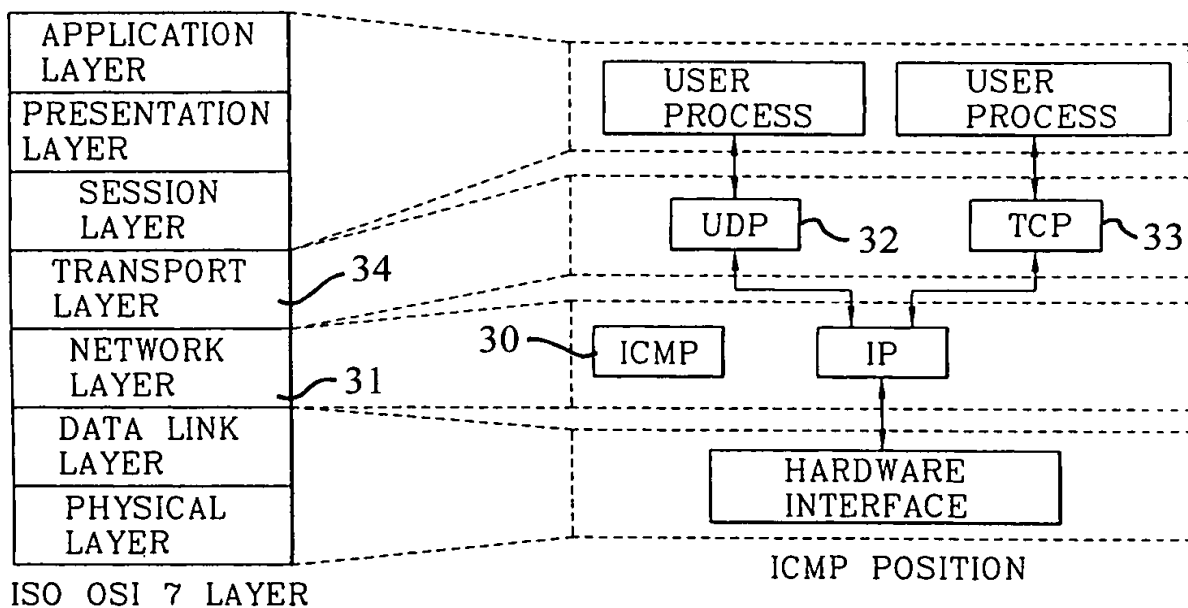 APPLICATION
LAYER
PRESENTATION
LAYER
SESSION
LAYER
TRANSPORT
LAYER
34
NETWORK
LAYER
31
DATA LINK
LAYER
PHYSICAL
LAYER
ISO OSI 7 LAYER
USER
PROCESS
USER
PROCESS
UDP
32
TCP
33
30
ICMP
IP
HARDWARE
INTERFACE
ICMP POSITION